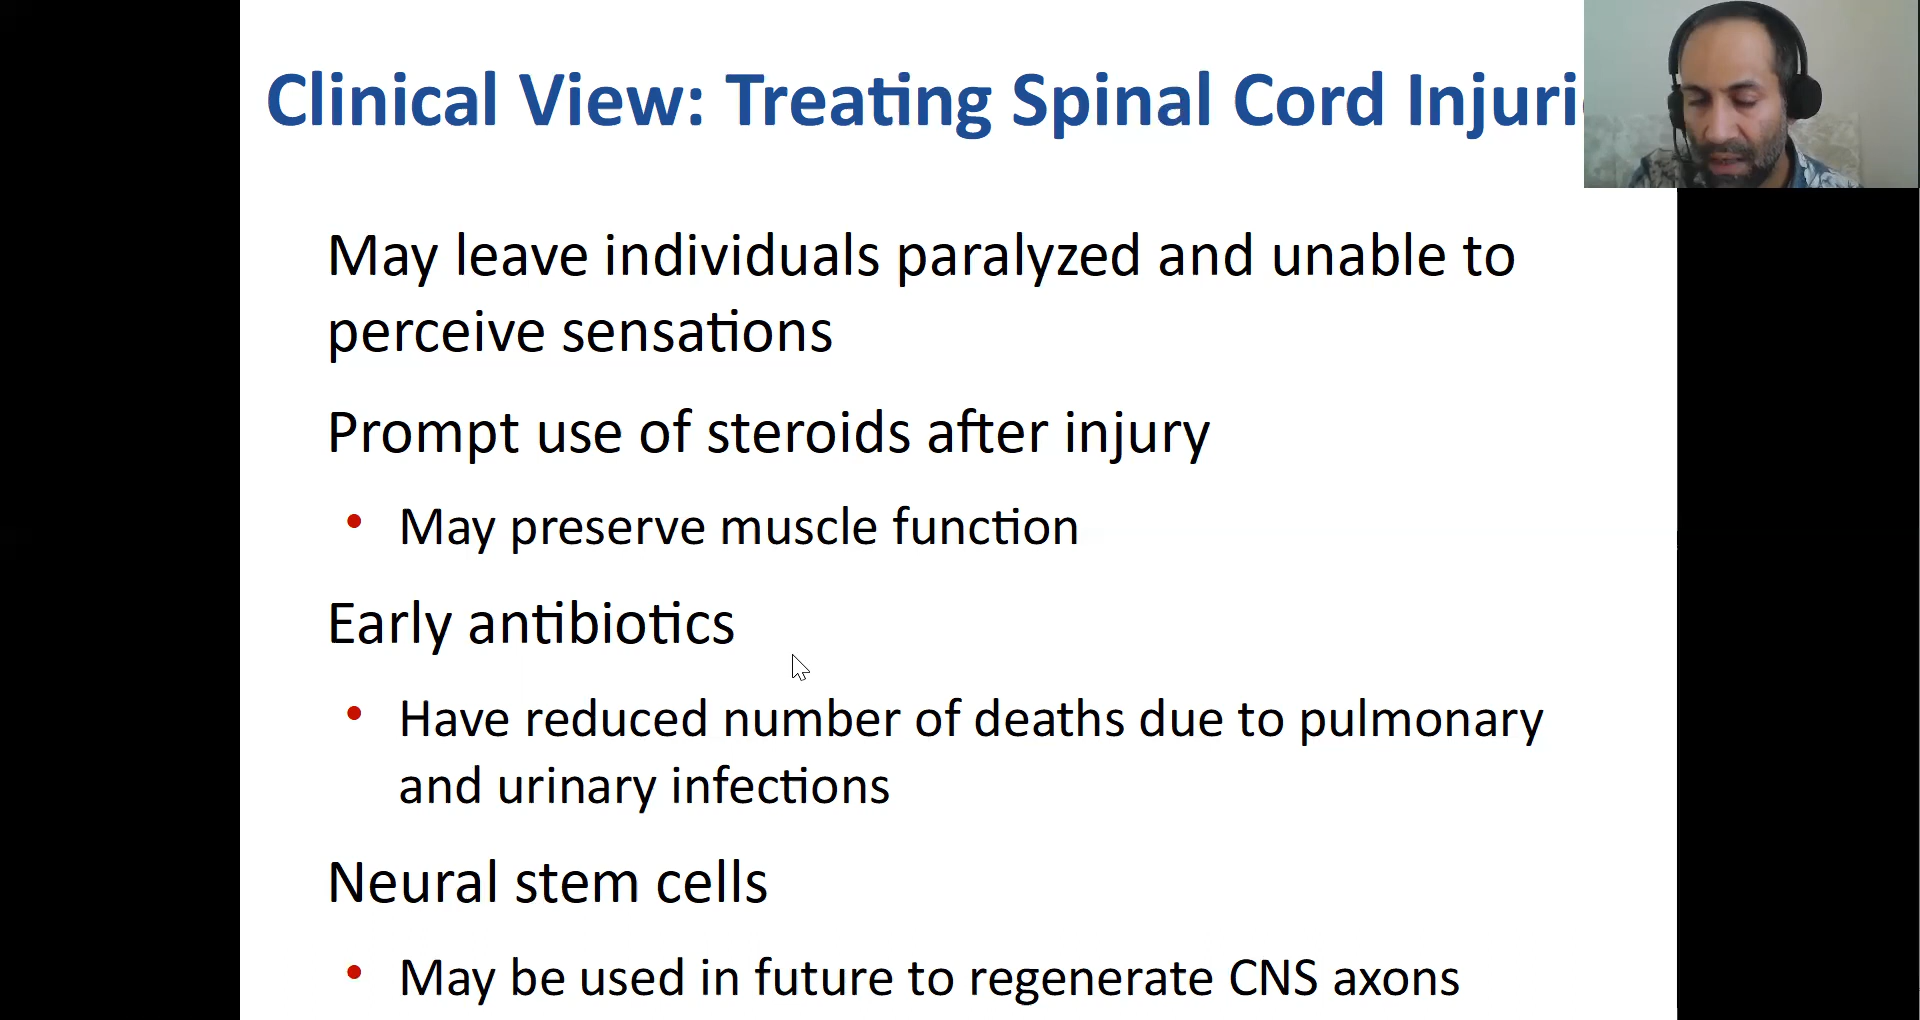 Clinical View: Treating Spinal Cord Injuri
May leave individuals paralyzed and unable to
perceive sensations
Prompt use of steroids after injury
• May preserve muscle function
Early antibiotics
• Have reduced number of deaths due to pulmonary
and urinary infections
Neural stem cells
• May be used in future to regenerate CNS axons